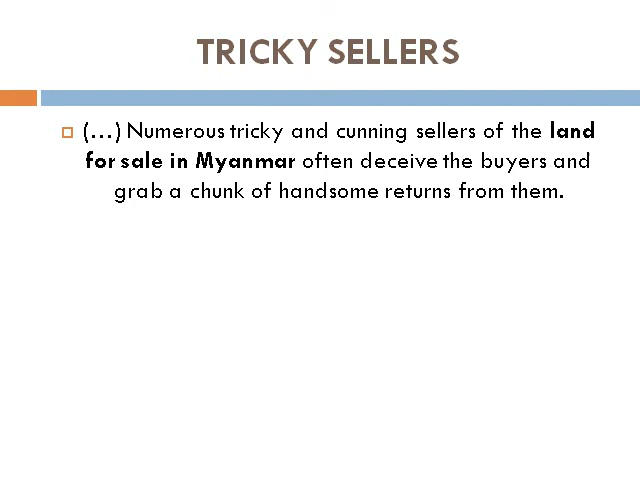 TRICKY SELLERS
(…) Numerous tricky and cunning sellers of the land
for sale in Myanmar often deceive the buyers and
grab a chunk of handsome returns from them.